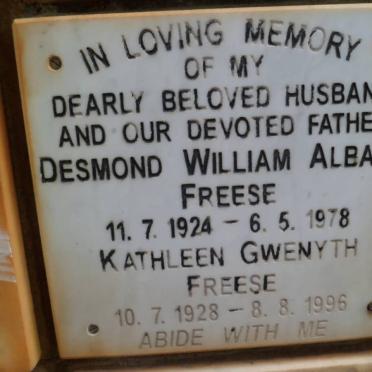 IN LOVING MEMORY
OF MY
DEARLY BELOVED HUSBAN
AND OUR DEVOTED FATHE
DESMOND WILLIAM ALBA
FREESE
11. 7. 1924 - 6. 5. 1978
KATHLEEN GWENYTH
FREESE
10. 7. 1928 - 8. 8. 1996
ABIDE WITH ME